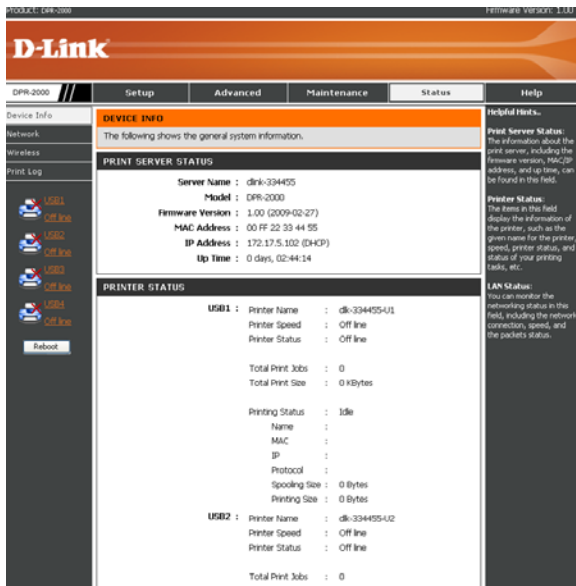 Product: DPR-2000 Firmware Version: 1.00
D-Link
DPR-2000 Setup Advanced Maintenance Status Help
Device Info
Network
Wireless
Print Log
USB1
Off line
USB2
Off line
USB3
Off line
USB4
Off line
Reboot
DEVICE INFO
The following shows the general system information.
PRINT SERVER STATUS
Server Name : dlink-334455
Model : DPR-2000
Firmware Version : 1.00 (2009-02-27)
MAC Address : 00 FF 22 33 44 55
IP Address : 172.17.5.102 (DHCP)
Up Time : 0 days, 02:44:14
PRINTER STATUS
USB1 : Printer Name : dlk-334455-U1
Printer Speed : Off line
Printer Status : Off line
Total Print Jobs : 0
Total Print Size : 0 KBytes
Printing Status : Idle
Name :
MAC :
IP :
Protocol :
Spooling Size : 0 Bytes
Printing Size : 0 Bytes
USB2 : Printer Name : dlk-334455-U2
Printer Speed : Off line
Printer Status : Off line
Total Print Jobs : 0
Helpful Hints..
Print Server Status:
The information about the
print server, including the
firmware version, MAC/IP
address, and up time, can
be found in this field.
Printer Status:
The items in this field
display the information of
the printer, such as the
given name for the printer,
speed, printer status, and
status of your printing
tasks, etc.
LAN Status:
You can monitor the
networking status in this
field, including the network
connection, speed, and
the packets status.